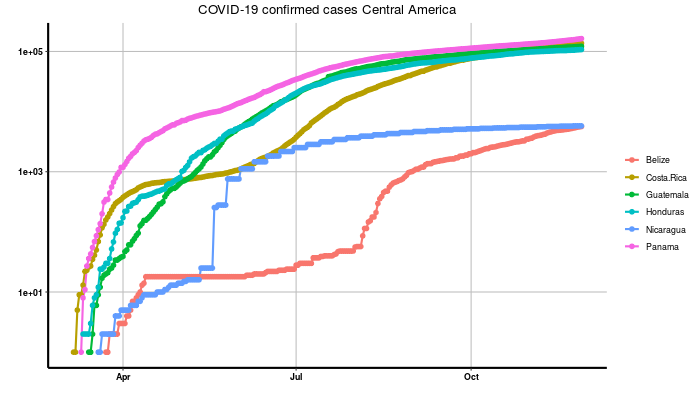 COVID-19 confirmed cases Central America
1e+05
1e+03
1e+01
Apr
Jul
Oct
Belize
Costa.Rica
Guatemala
Honduras
Nicaragua
Panama